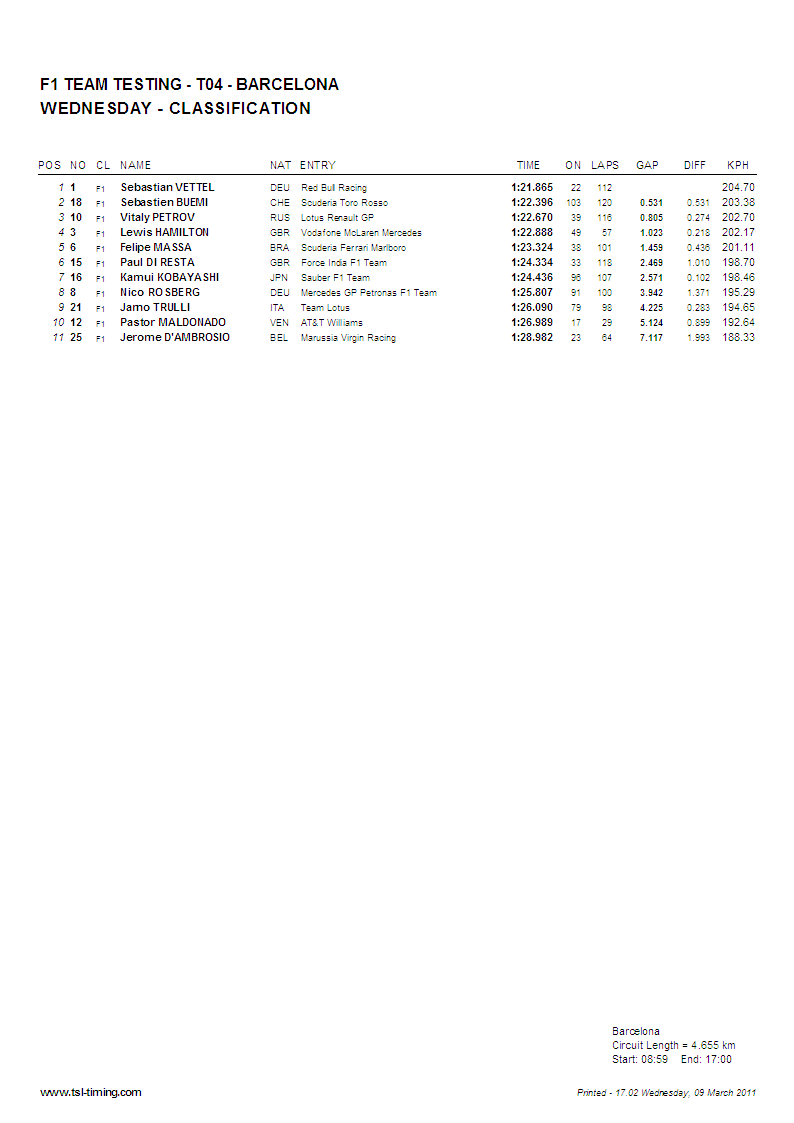 F1 TEAM TESTING - T04 - BARCELONA
WEDNESDAY - CLASSIFICATION
POS NO CL NAME NAT ENTRY TIME ON LAPS GAP DIFF KPH
1 1 F1 Sebastian VETTEL DEU Red Bull Racing 1:21.865 22 112 204.70
2 18 F1 Sebastien BUEMI CHE Scuderia Toro Rosso 1:22.396 103 120 0.531 0.531 203.38
3 10 F1 Vitaly PETROV RUS Lotus Renault GP 1:22.670 39 116 0.805 0.274 202.70
4 3 F1 Lewis HAMILTON GBR Vodafone McLaren Mercedes 1:22.888 49 57 1.023 0.218 202.17
5 6 F1 Felipe MASSA BRA Scuderia Ferrari Marlboro 1:23.324 38 101 1.459 0.436 201.11
6 15 F1 Paul DI RESTA GBR Force India F1 Team 1:24.334 33 118 2.469 1.010 198.70
7 16 F1 Kamui KOBAYASHI JPN Sauber F1 Team 1:24.436 96 107 2.571 0.102 198.46
8 8 F1 Nico ROSBERG DEU Mercedes GP Petronas F1 Team 1:25.807 91 100 3.942 1.371 195.29
9 21 F1 Jarno TRULLI ITA Team Lotus 1:26.090 79 98 4.225 0.283 194.65
10 12 F1 Pastor MALDONADO VEN AT&T Williams 1:26.989 17 29 5.124 0.899 192.64
11 25 F1 Jerome D'AMBROSIO BEL Marussia Virgin Racing 1:28.982 23 64 7.117 1.993 188.33
Barcelona
Circuit Length = 4.655 km
Start: 08:59 End: 17:00
www.tsl-timing.com Printed - 17:02 Wednesday, 09 March 2011